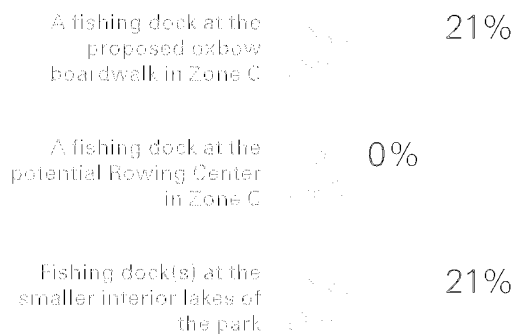 A fishing dock at the
proposed oxbow
boardwalk in Zone C
21%
A fishing dock at the
potential Rowing Center
in Zone C
0%
Fishing dock(s) at the
smaller interior lakes of
the park
21%